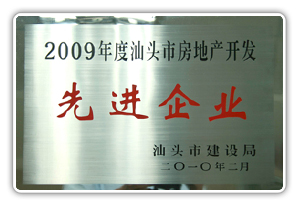 2009年度汕头市房地产开发
先进企业
汕头市建设局
二〇一〇年二月